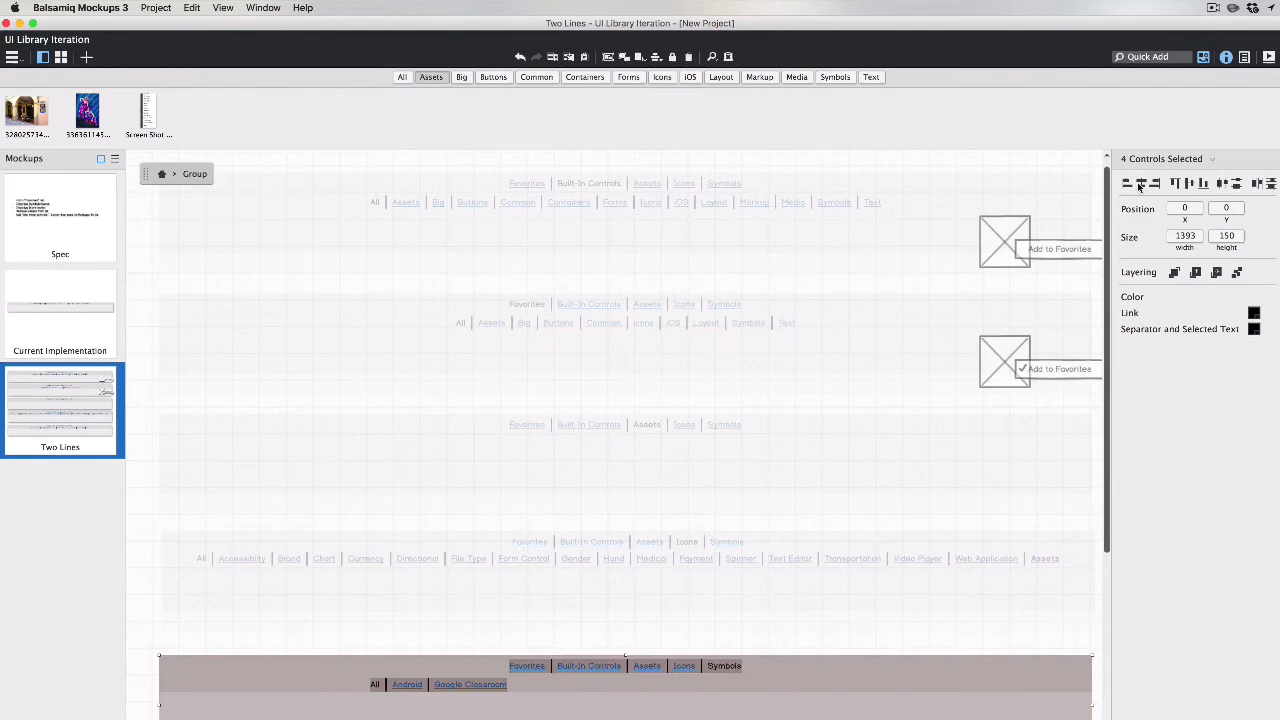 Balsamiq Mockups 3 Project Edit View Window Help
Two Lines - UI Library Iteration - [New Project]
UI Library Iteration
Quick Add
All Assets Big Buttons Common Containers Forms Icons iOS Layout Markup Media Symbols Text
328025734... 336361145... Screen Shot ...
Mockups
Spec
Current Implementation
Two Lines
> Group
Favorites | Built-In Controls | Assets | Icons | Symbols
All | Assets | Big | Buttons | Common | Containers | Forms | Icons | iOS | Layout | Markup | Media | Symbols | Text
Add to Favorites
Favorites | Built-In Controls | Assets | Icons | Symbols
All | Assets | Big | Buttons | Common | icons | iOS | Layout | Symbols | Text
Add to Favorites
Favorites | Built-In Controls | Assets | Icons | Symbols
Favorites | Built-In Controls | Assets | Icons | Symbols
All | Accessiblity | Brand | Chart | Currency | Directional | File Type | Form Control | Gender | Hand | Medical | Payment | Spinner | Text Editor | Transportation | Video Player | Web Application | Assets
Favorites | Built-In Controls | Assets | Icons | Symbols
All | Android | Google Classroom
4 Controls Selected
Position 0 0
X Y
Size 1393 150
width height
Layering
Color
Link
Separator and Selected Text